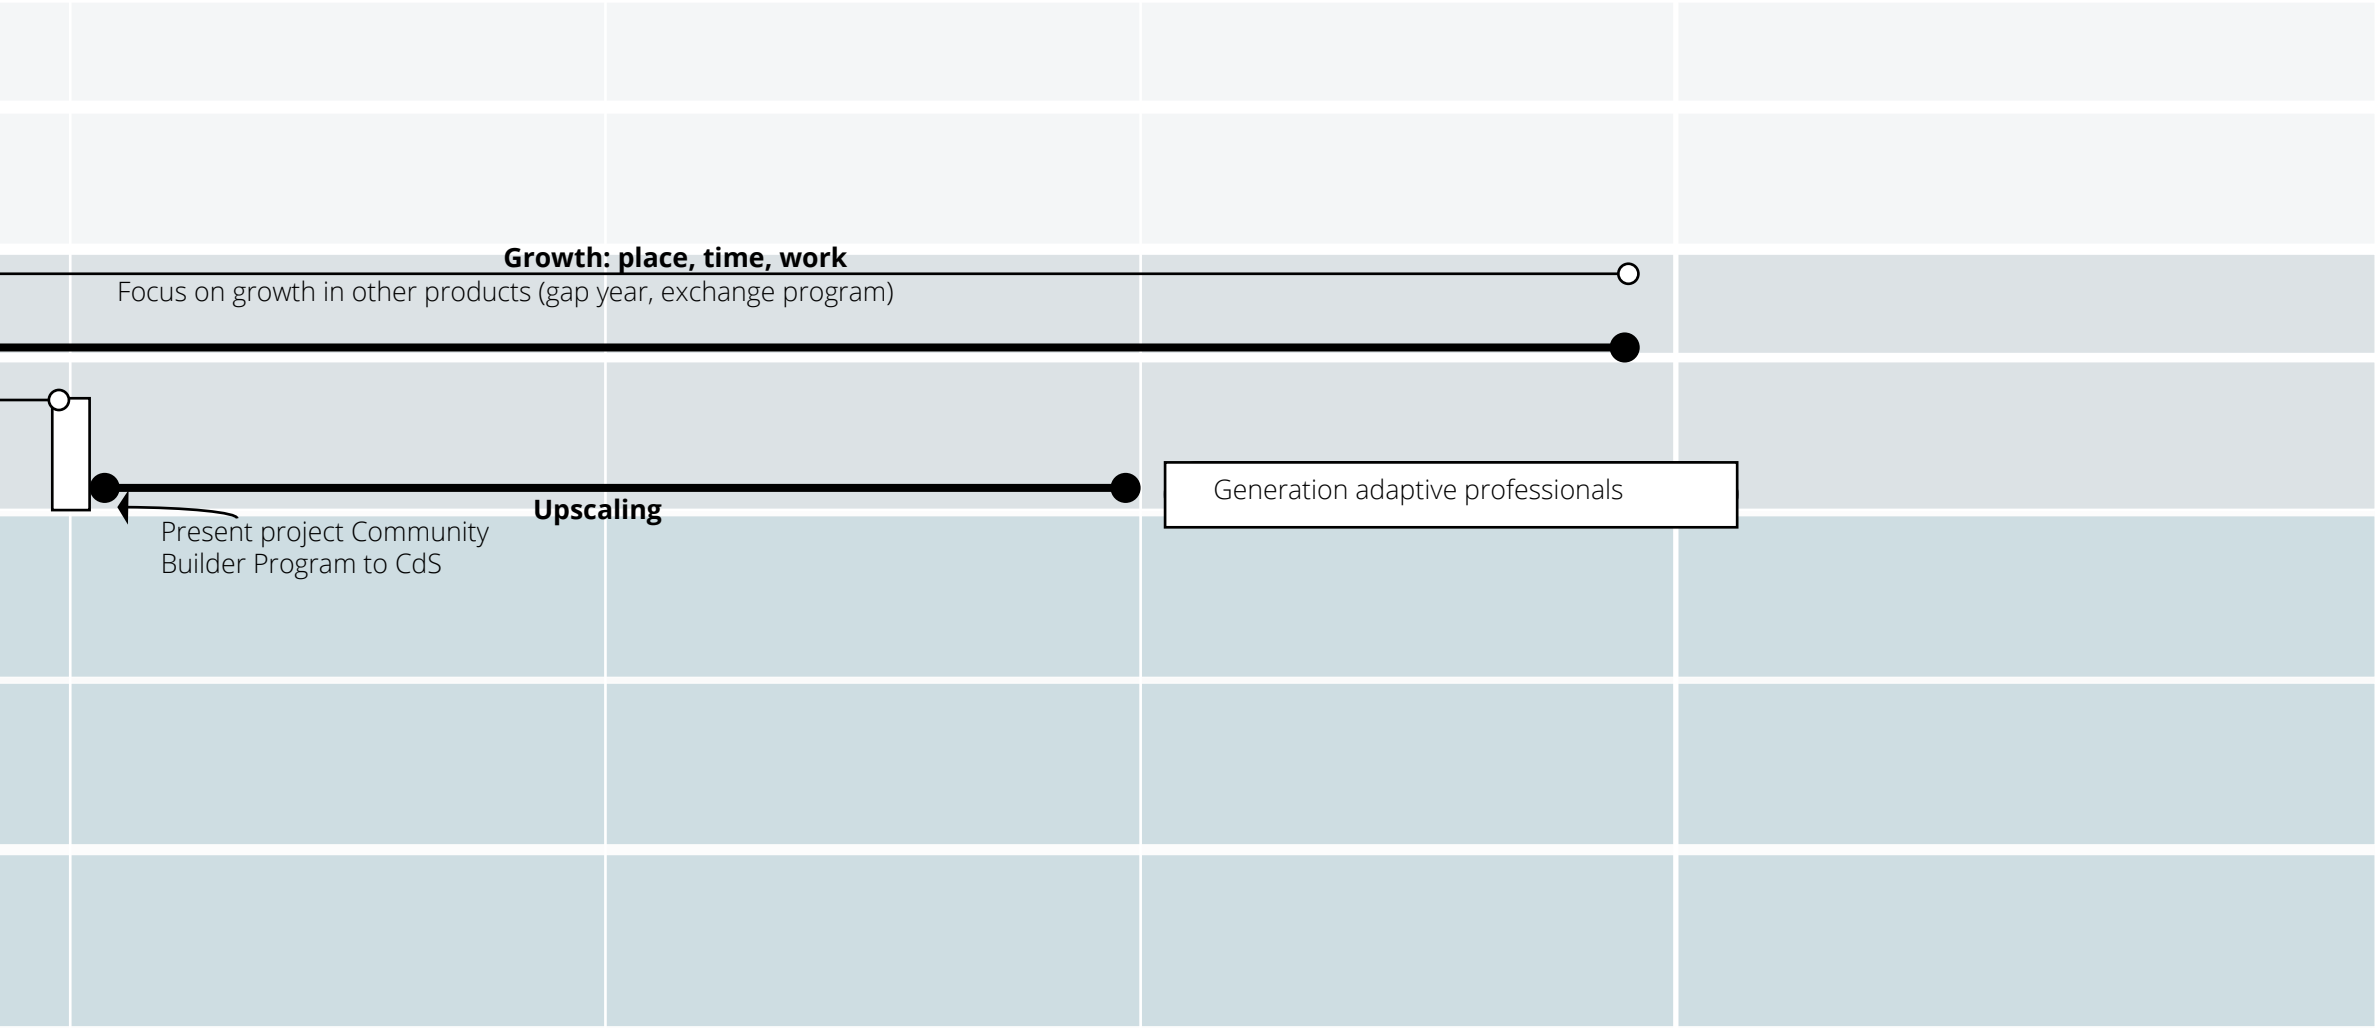 Growth: place, time, work
Focus on growth in other products (gap year, exchange program)
Generation adaptive professionals
Upscaling
Present project Community
Builder Program to CdS